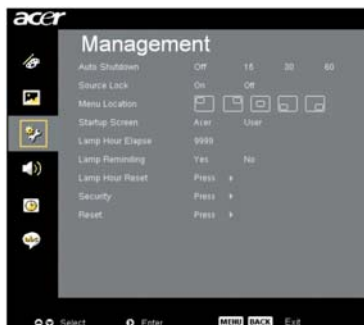 acer
Management
Auto Shutdown Off 15 30 60
Source Lock On Off
Menu Location
Startup Screen Acer User
Lamp Hour Elapse 9999
Lamp Reminding Yes No
Lamp Hour Reset Press
Security Press
Reset Press
abc
Select Enter MENU BACK Exit